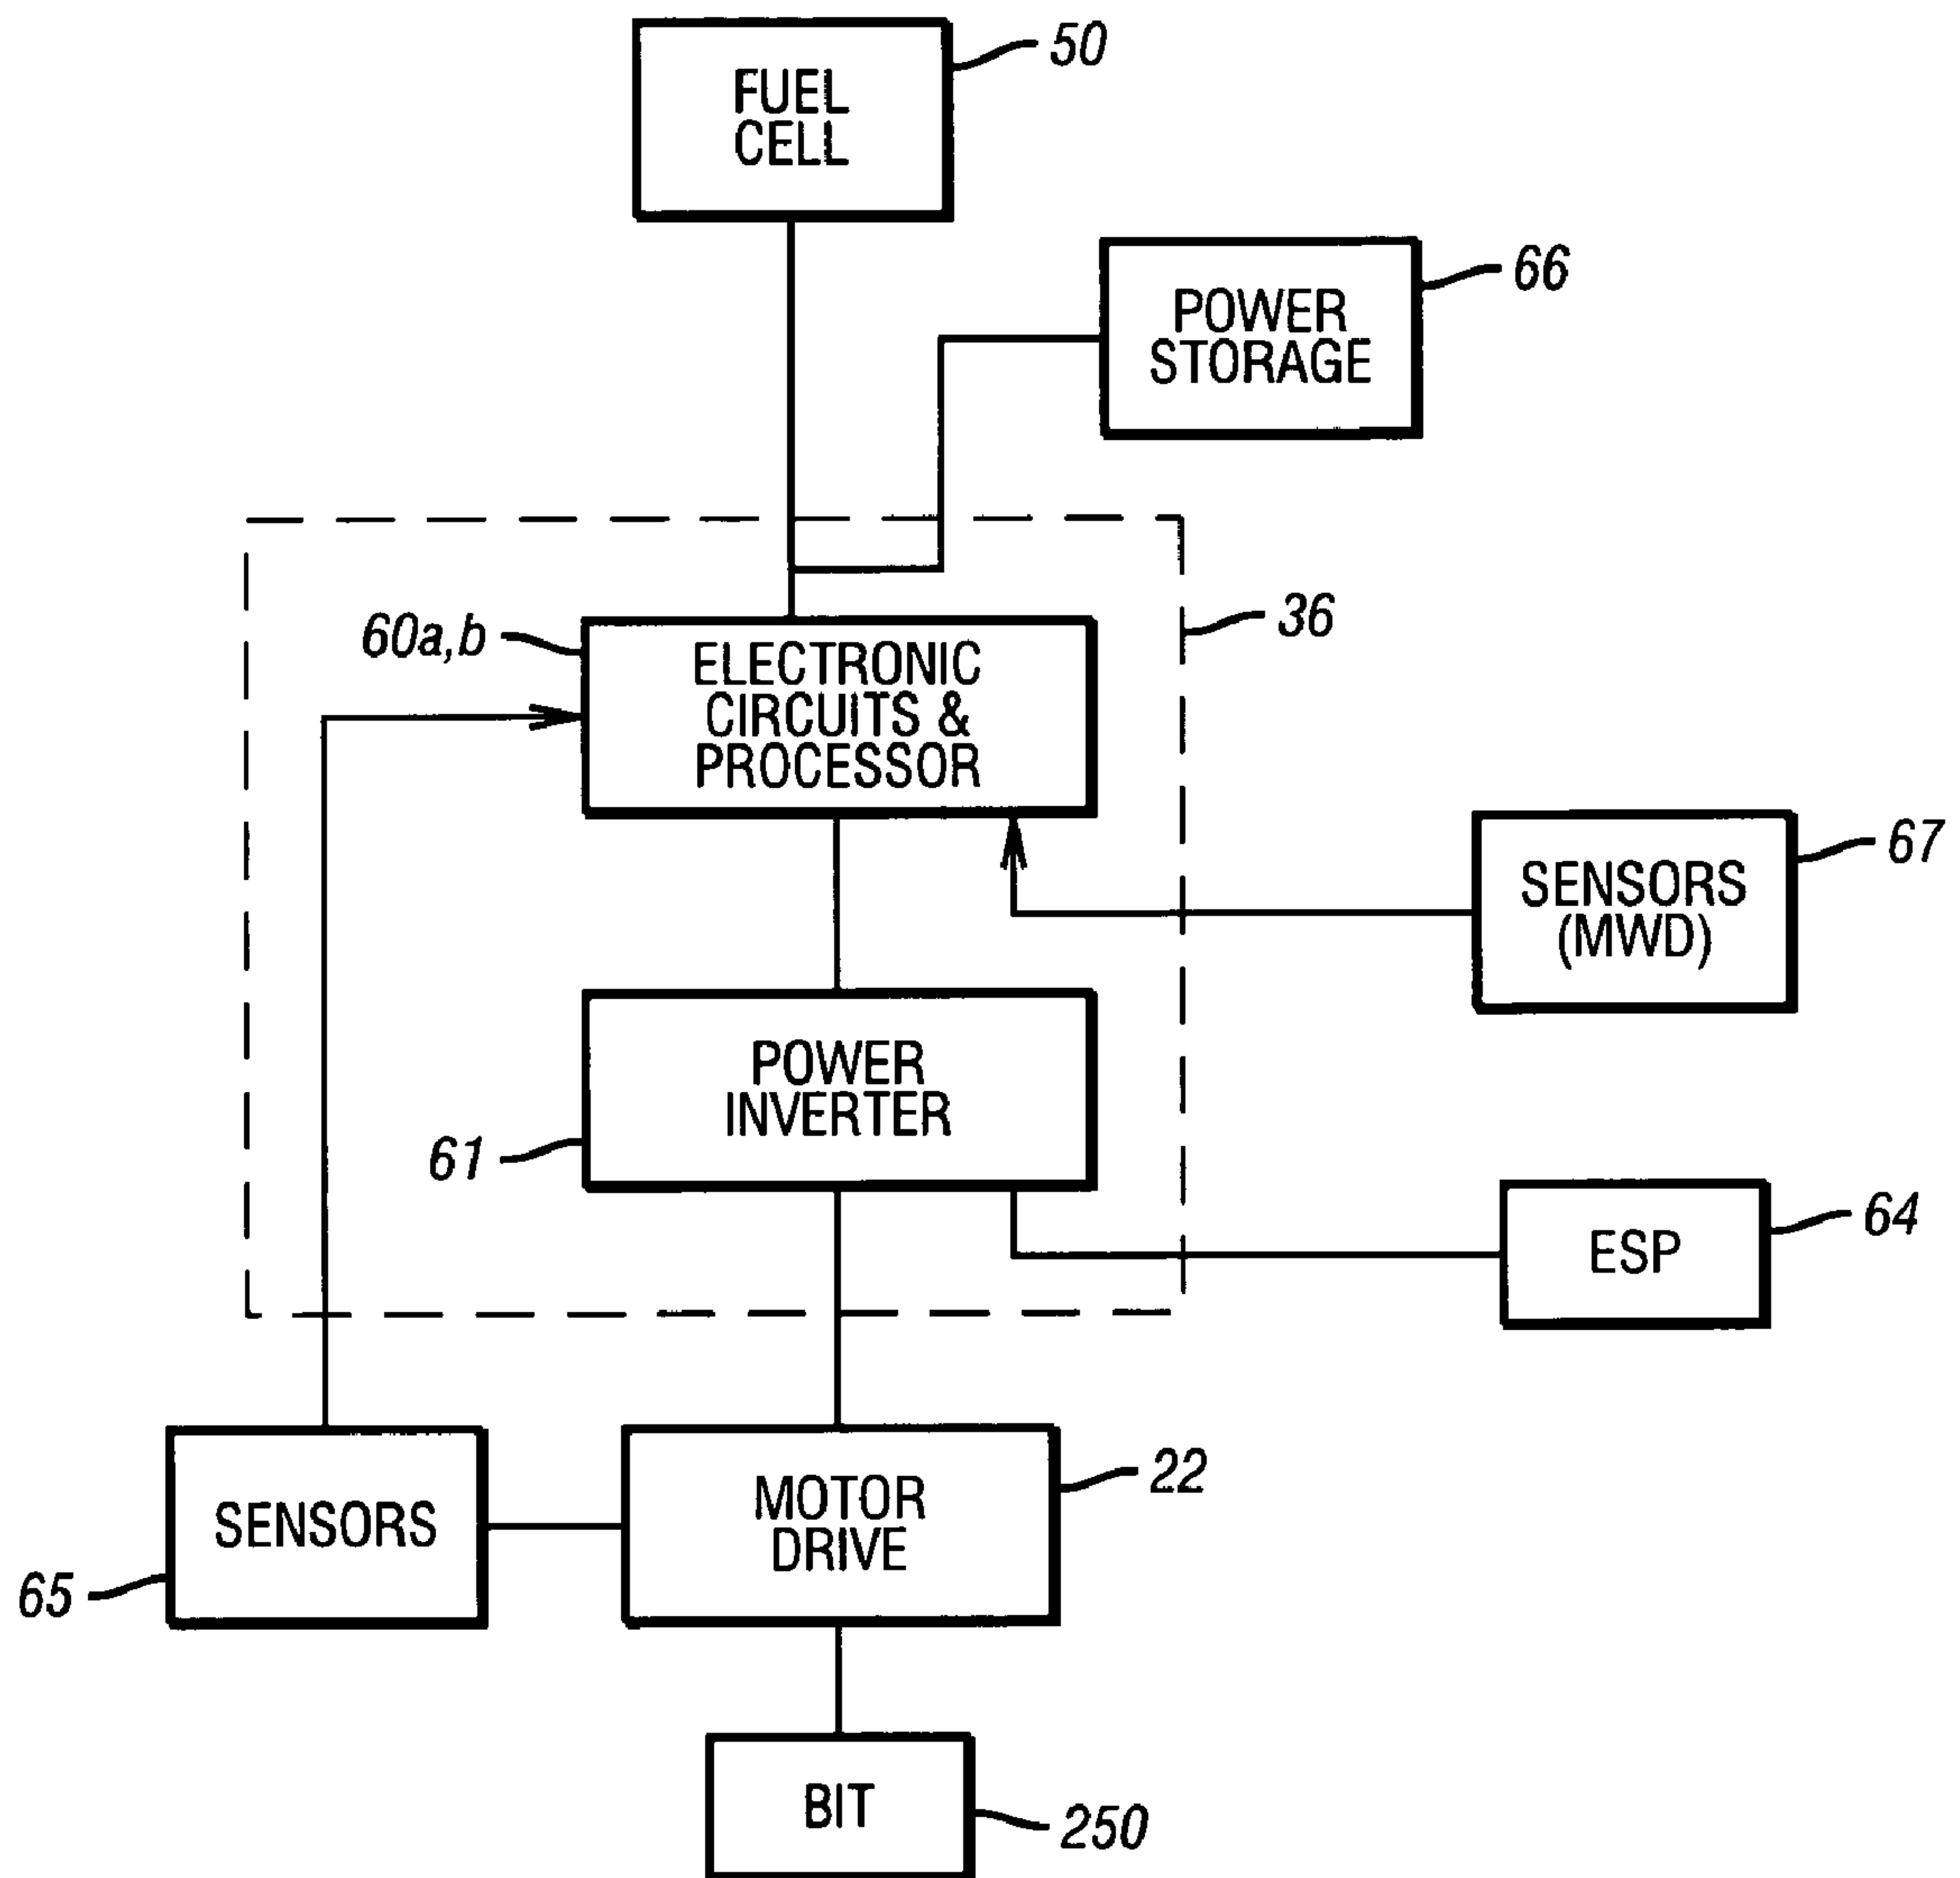 50
FUEL
CELL
66
POWER
STORAGE
36
60a,b
ELECTRONIC
CIRCUITS &
PROCESSOR
67
SENSORS
(MWD)
POWER
INVERTER
61
64
ESP
22
MOTOR
DRIVE
SENSORS
65
BIT
250